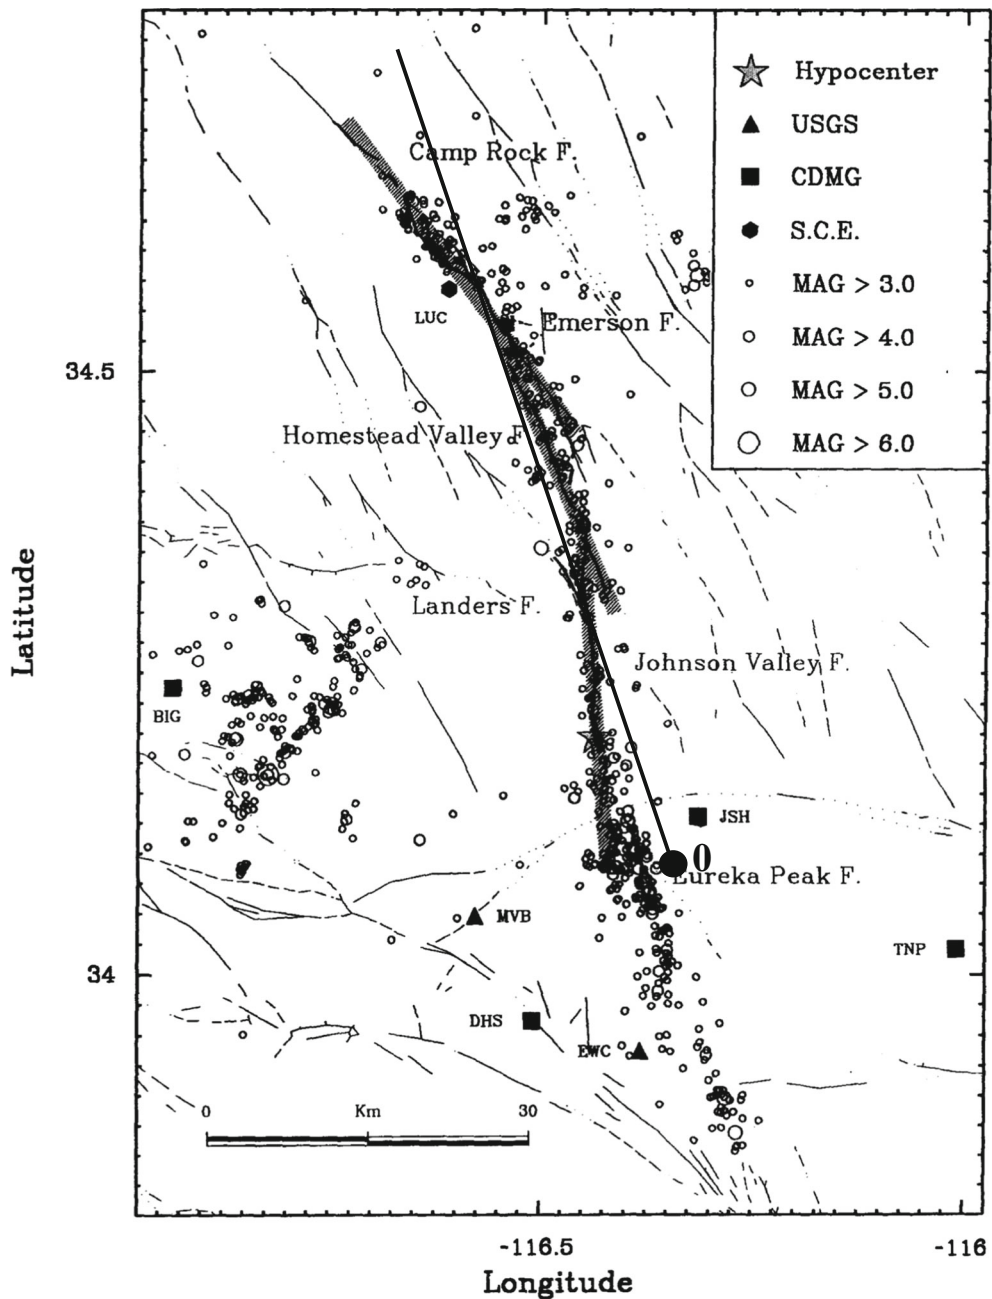 Hypocenter
USGS
CDMG
S.C.E.
MAG > 3.0
MAG > 4.0
MAG > 5.0
MAG > 6.0
Camp Rock F.
LUC
Emerson F.
34.5
Homestead Valley F.
Landers F.
Johnson Valley F.
BIG
JSH
0
Eureka Peak F.
MVB
TNP
34
DHS
EWC
0 Km 30
-116.5
-116
Longitude
Latitude